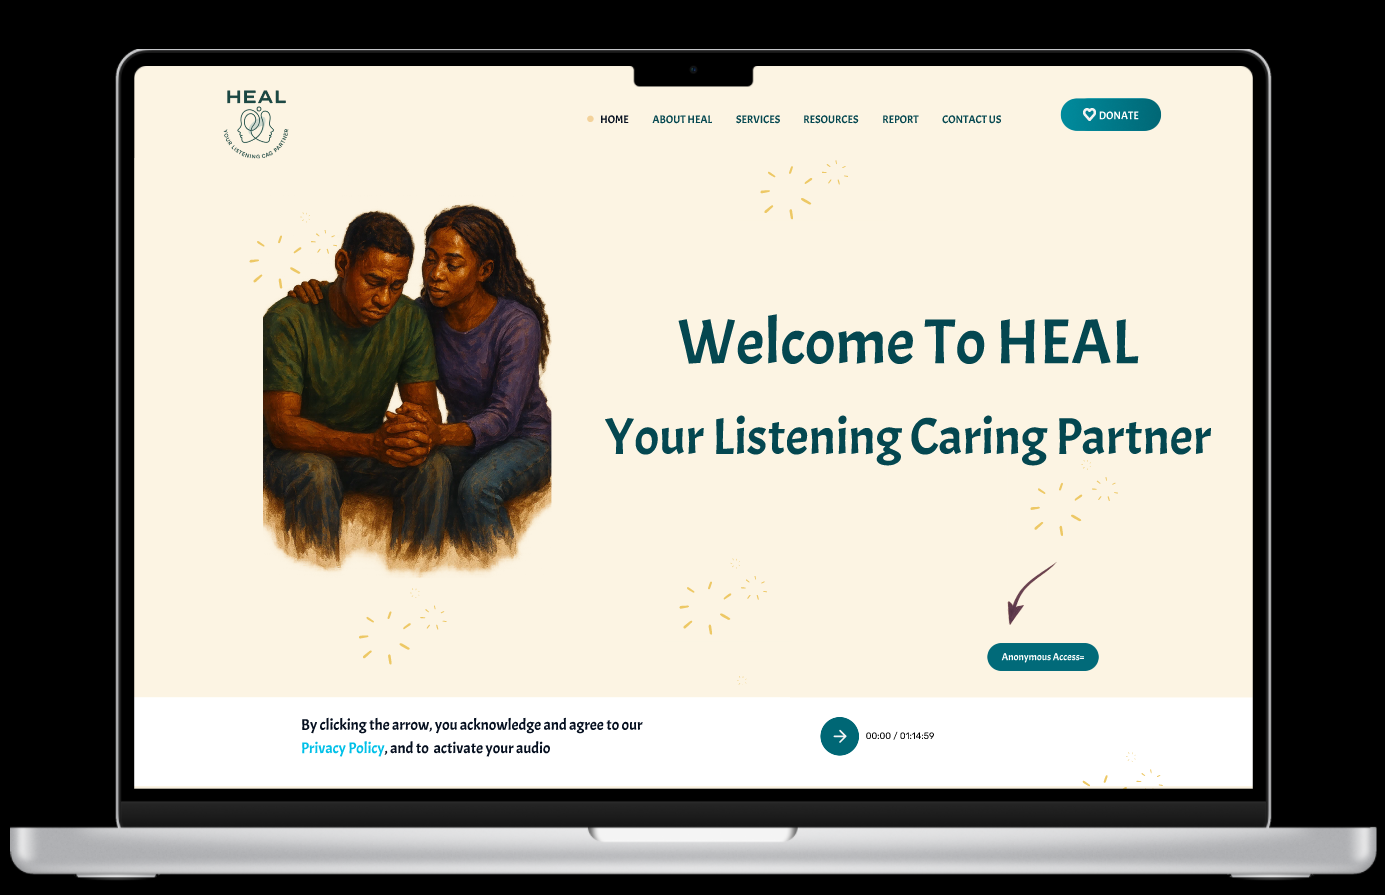 HEAL
YOUR LISTENING CAG PARTNER
HOME
ABOUT HEAL
SERVICES
RESOURCES
REPORT
CONTACT US
DONATE
Welcome To HEAL
Your Listening Caring Partner
Anonymous Access=
By clicking the arrow, you acknowledge and agree to our
Privacy Policy, and to activate your audio
00:00 / 01:14:59